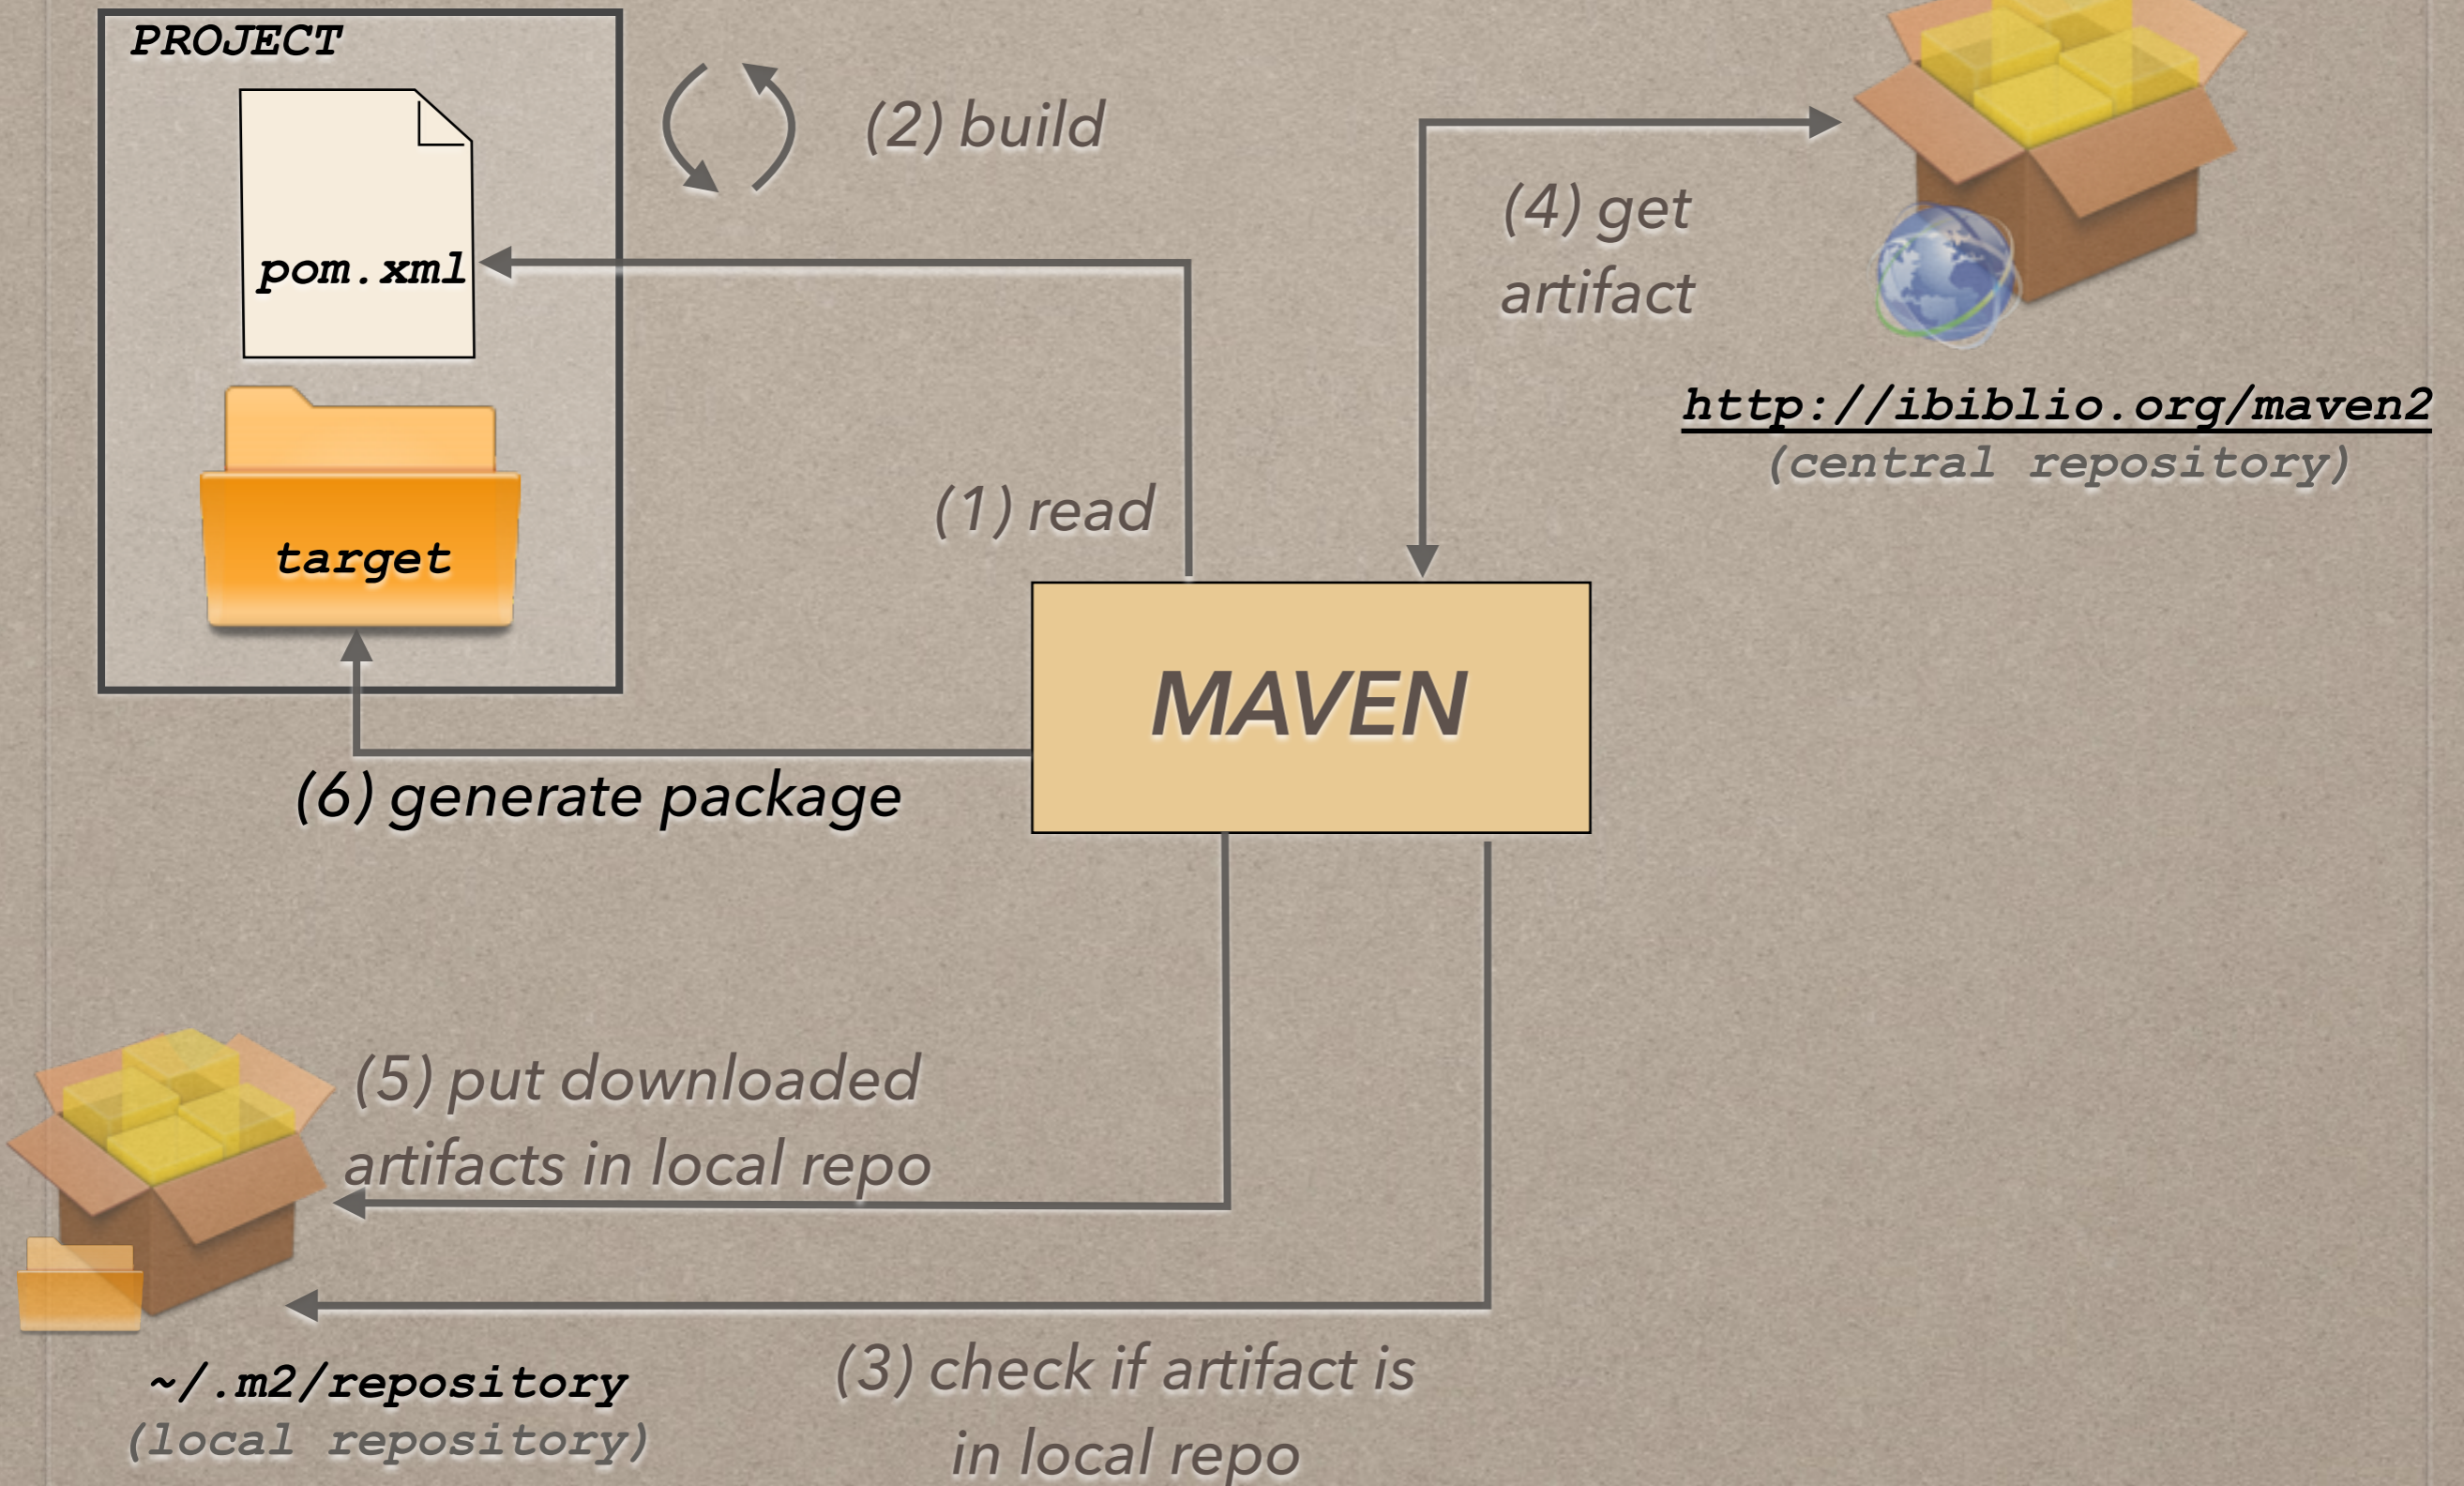 PROJECT
pom.xml
target
(2) build
(4) get
artifact
http://ibiblio.org/maven2
(central repository)
(1) read
MAVEN
(6) generate package
(5) put downloaded
artifacts in local repo
~/.m2/repository
(local repository)
(3) check if artifact is
in local repo